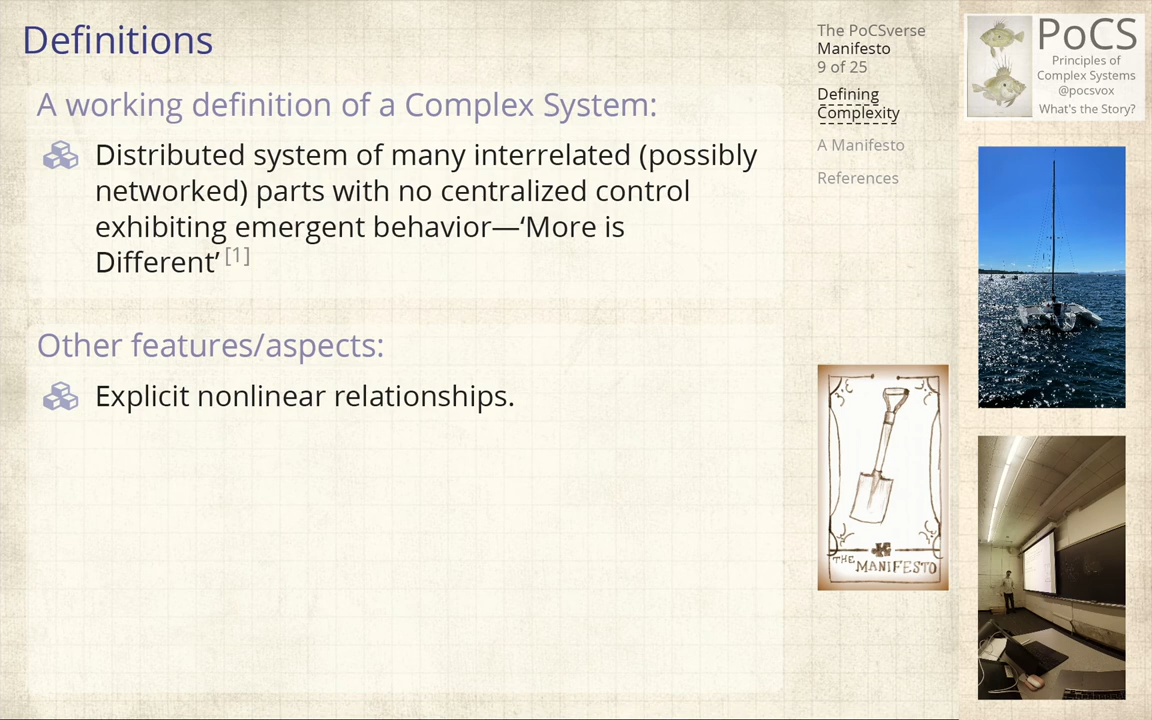 Definitions
A working definition of a Complex System:
Distributed system of many interrelated (possibly
networked) parts with no centralized control
exhibiting emergent behavior—‘More is
Different’ [1]
Other features/aspects:
Explicit nonlinear relationships.
The PoCSverse
Manifesto
9 of 25
Defining
Complexity
A Manifesto
References
THE MANIFESTO
PoCS
Principles of
Complex Systems
@pocsvox
What's the Story?